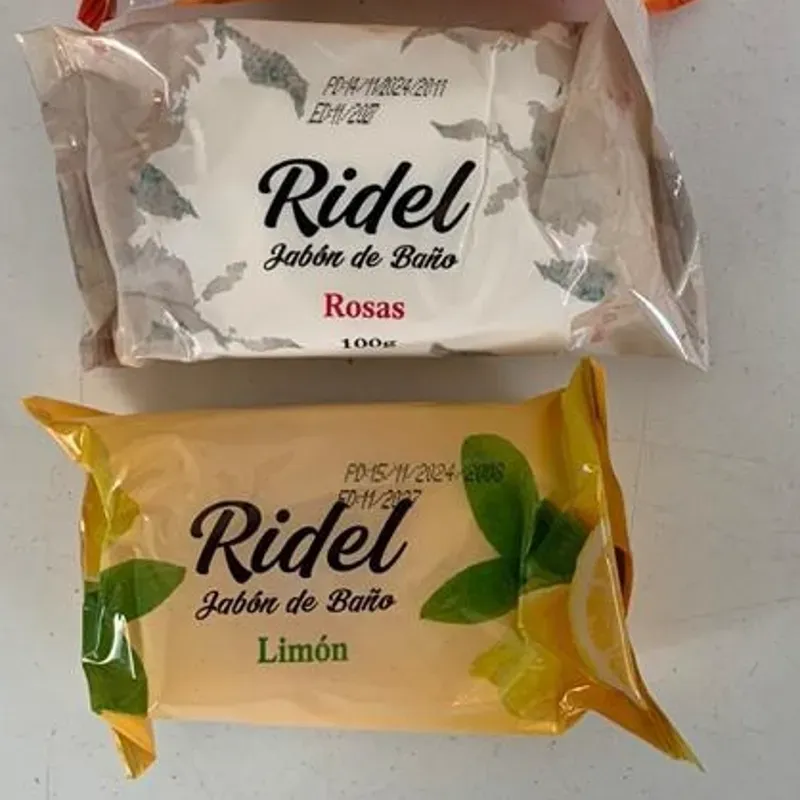 PD:14/11/2024/2011
ED:11/2027
Ridel
Jabón de Baño
Rosas
100g
PD:15/11/2024/2008
ED:11/2027
Ridel
Jabón de Baño
Limón